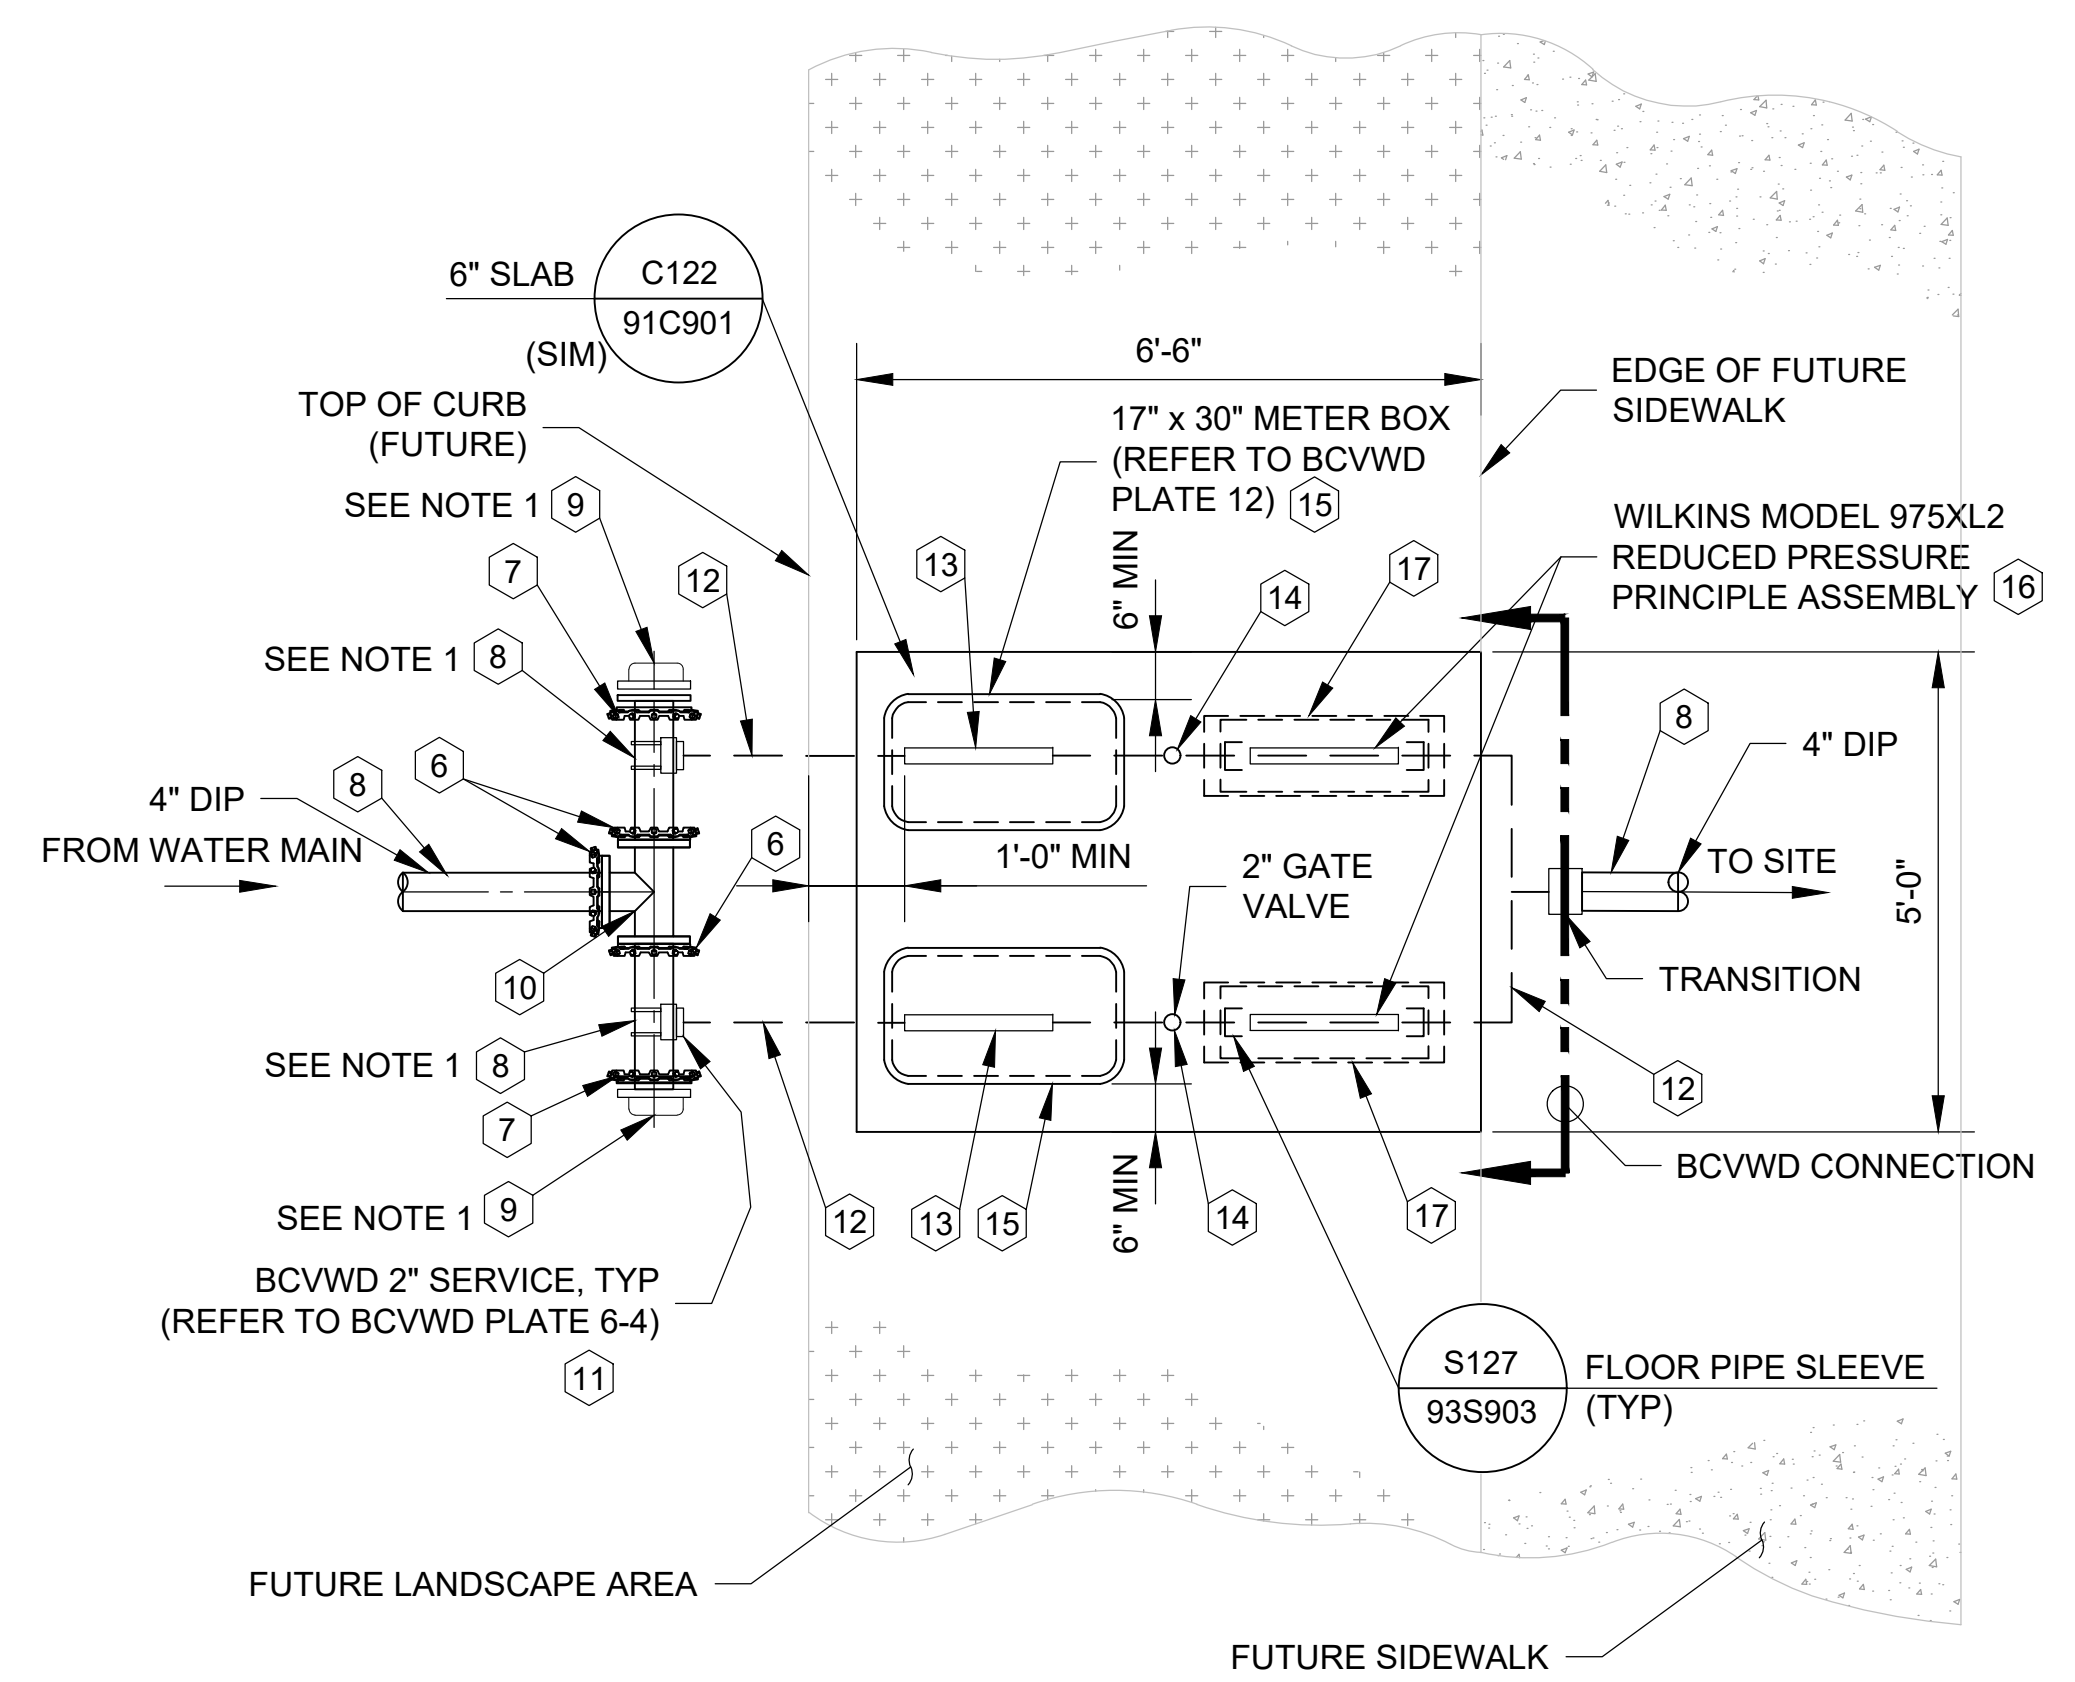 6" SLAB
C122
91C901
(SIM)
6'-6"
TOP OF CURB
(FUTURE)
EDGE OF FUTURE
SIDEWALK
17" x 30" METER BOX
(REFER TO BCVWD
PLATE 12)
15
SEE NOTE 1
9
7
12
13
6" MIN
14
17
WILKINS MODEL 975XL2
REDUCED PRESSURE
PRINCIPLE ASSEMBLY
16
SEE NOTE 1
8
6
8
4" DIP
FROM WATER MAIN
6
1'-0" MIN
2" GATE
VALVE
8
4" DIP
TO SITE
5'-0"
TRANSITION
10
SEE NOTE 1
8
7
12
BCVWD CONNECTION
SEE NOTE 1
9
12
13
15
6" MIN
14
17
BCVWD 2" SERVICE, TYP
(REFER TO BCVWD PLATE 6-4)
11
S127
93S903
FLOOR PIPE SLEEVE
(TYP)
FUTURE LANDSCAPE AREA
FUTURE SIDEWALK